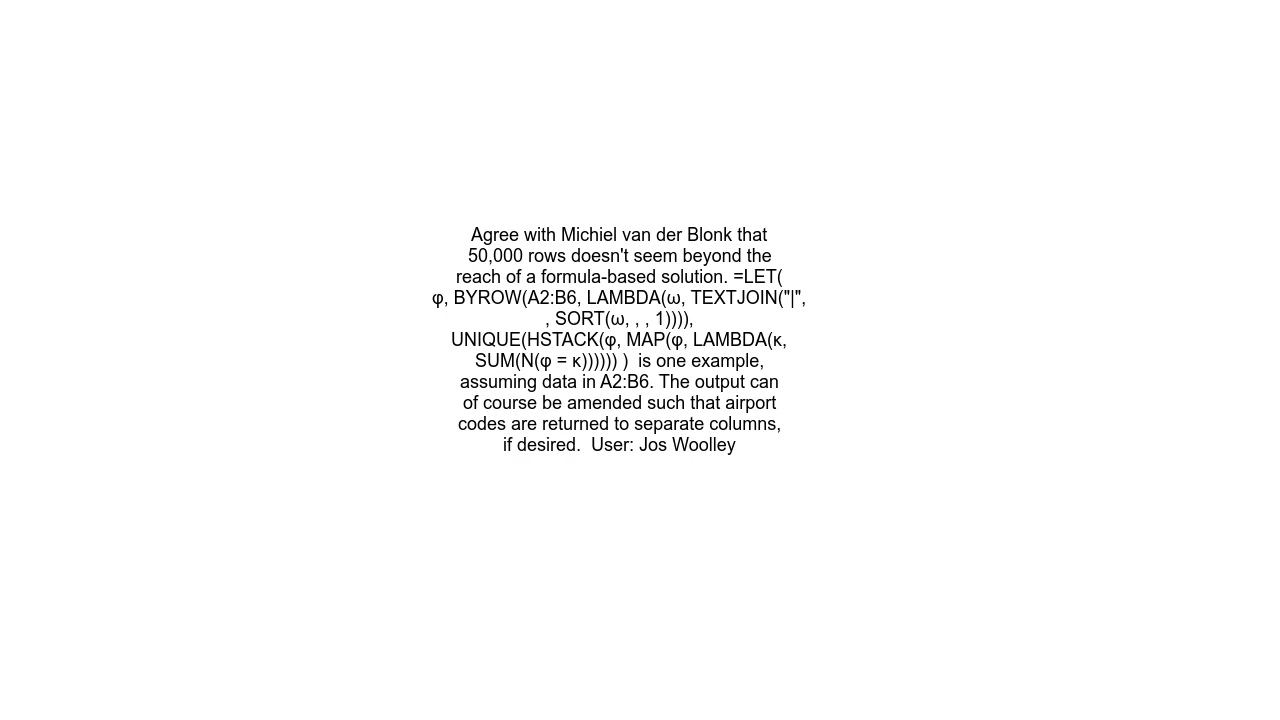 Agree with Michiel van der Blonk that
50,000 rows doesn't seem beyond the
reach of a formula-based solution. =LET(
φ, BYROW(A2:B6, LAMBDA(ω, TEXTJOIN("|",
, SORT(ω, , , 1)))),
UNIQUE(HSTACK(φ, MAP(φ, LAMBDA(κ,
SUM(N(φ = κ)))))) )  is one example,
assuming data in A2:B6. The output can
of course be amended such that airport
codes are returned to separate columns,
if desired.  User: Jos Woolley